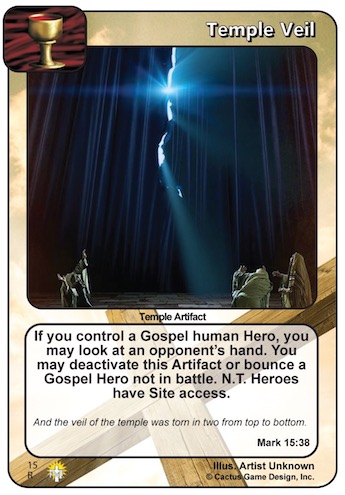 Temple Veil
Temple Artifact
If you control a Gospel human Hero, you
may look at an opponent's hand. You
may deactivate this Artifact or bounce a
Gospel Hero not in battle. N.T. Heroes
have Site access.
And the veil of the temple was torn in two from top to bottom.
Mark 15:38
15
R
Illus. Artist Unknown
© Cactus Game Design, Inc.